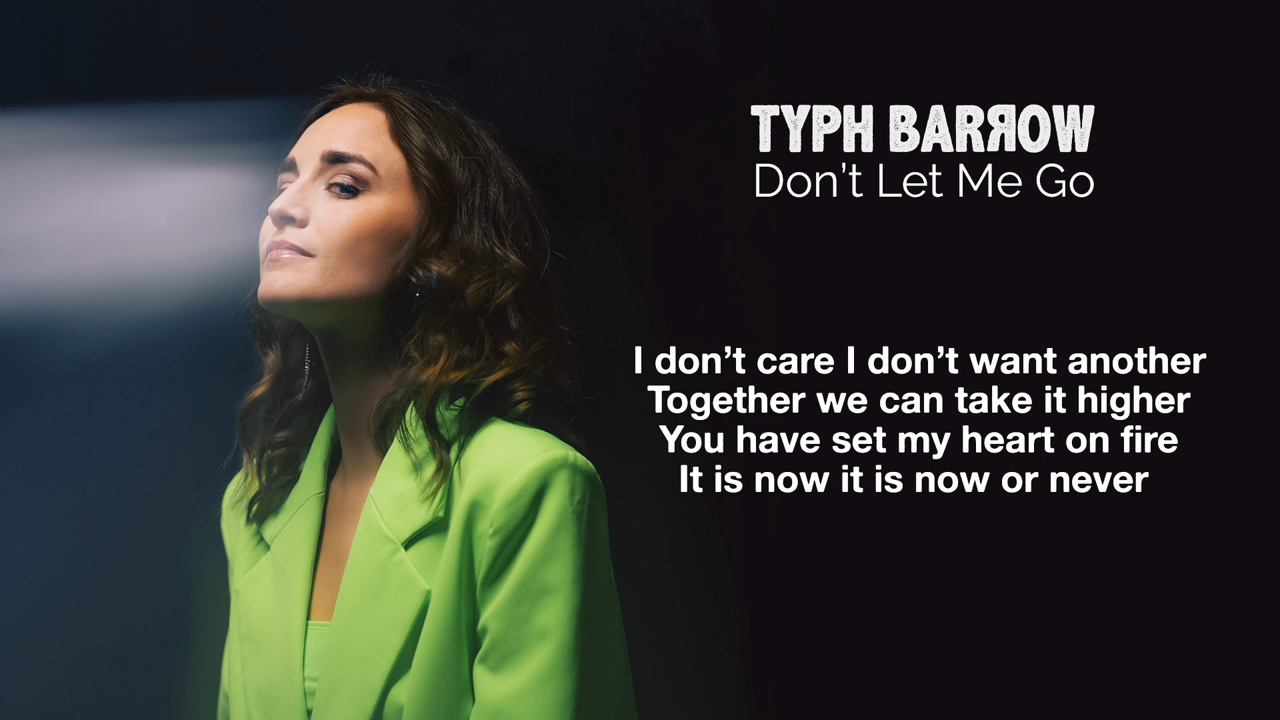 TYPH BARROW
Don’t Let Me Go
I don’t care I don’t want another
Together we can take it higher
You have set my heart on fire
It is now it is now or never